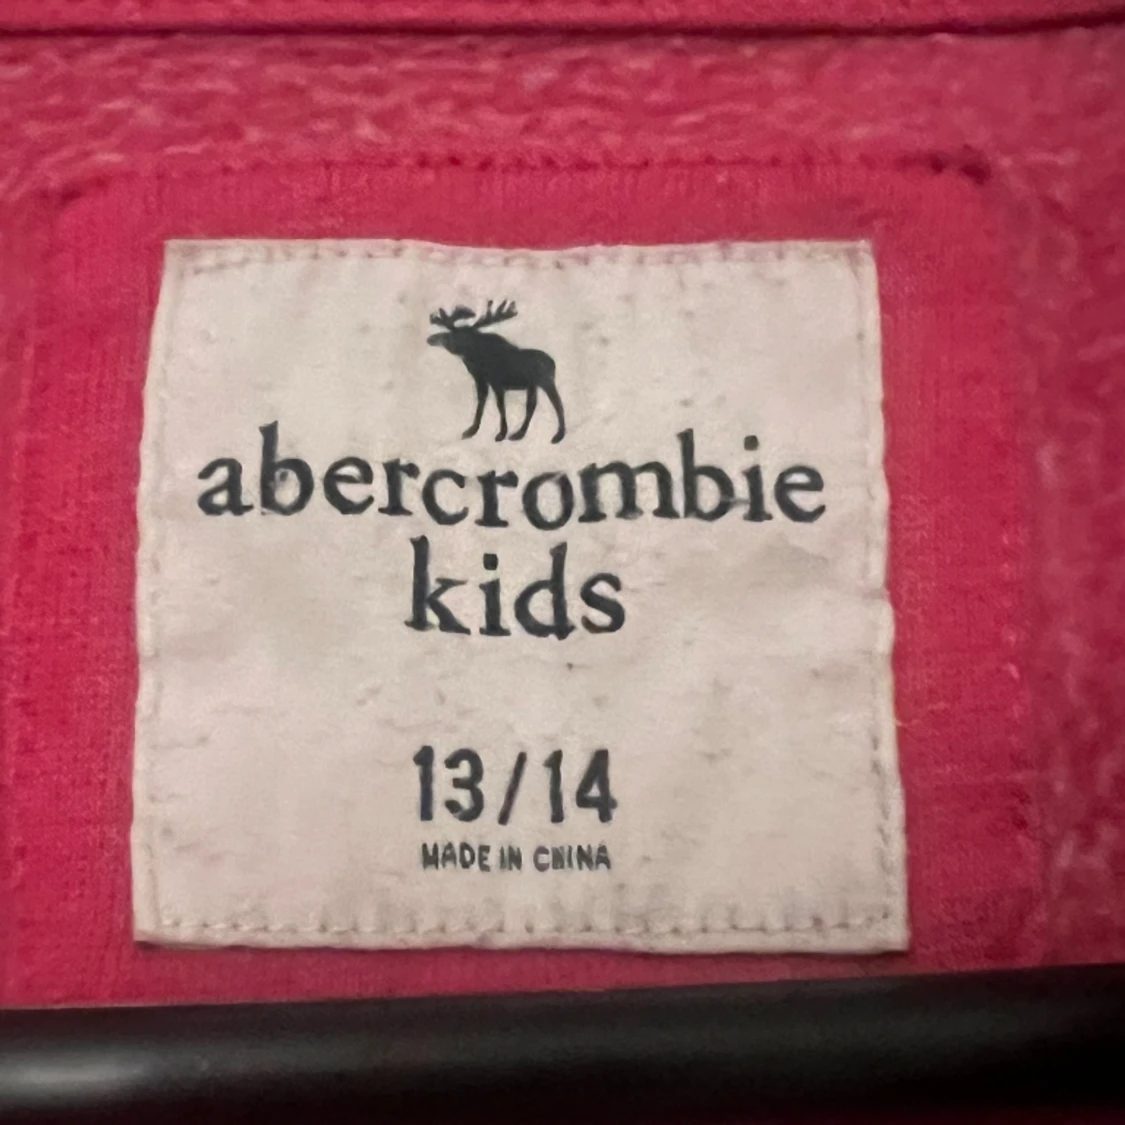 abercrombie
kids
13/14
MADE IN CHINA